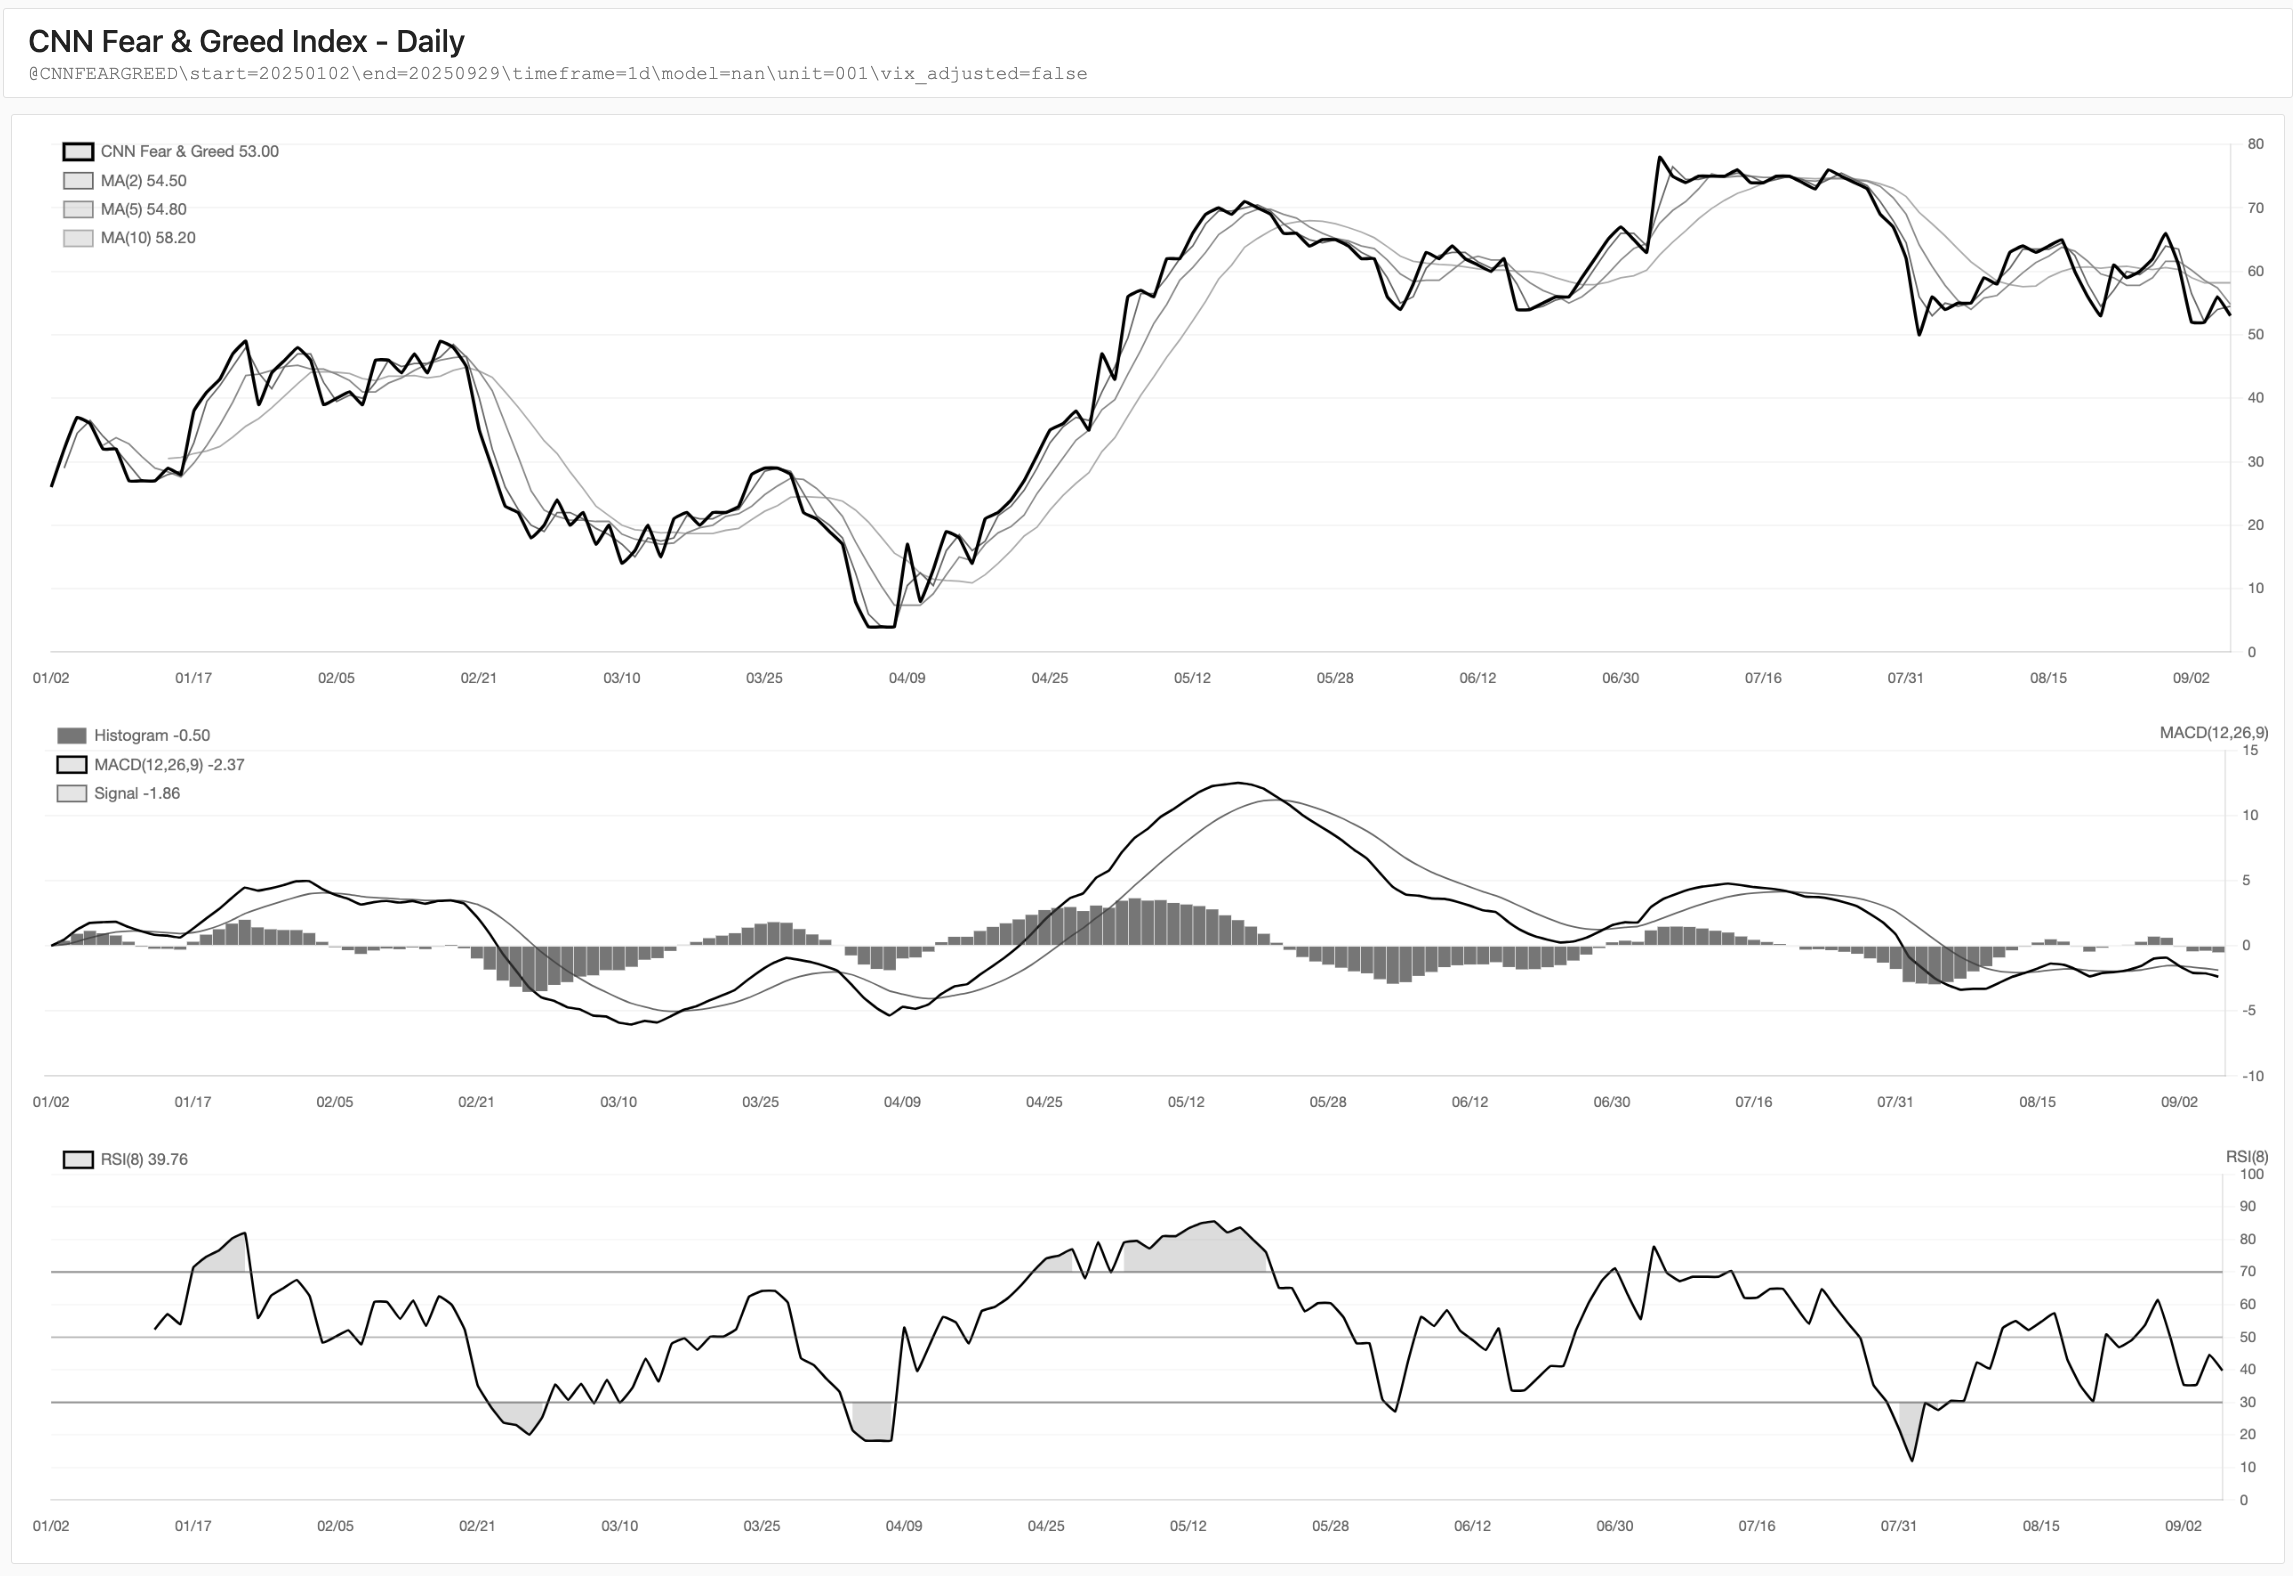 CNN Fear & Greed Index - Daily
@CNNFEARGREED\start=20250102\end=20250929\timeframe=1d\model=nan\unit=001\vix_adjusted=false
CNN Fear & Greed 53.00
MA(2) 54.50
MA(5) 54.80
MA(10) 58.20
80
70
60
50
40
30
20
10
0
01/02 01/17 02/05 02/21 03/10 03/25 04/09 04/25 05/12 05/28 06/12 06/30 07/16 07/31 08/15 09/02
Histogram -0.50
MACD(12,26,9) -2.37
Signal -1.86
MACD(12,26,9)
15
10
5
0
-5
-10
01/02 01/17 02/05 02/21 03/10 03/25 04/09 04/25 05/12 05/28 06/12 06/30 07/16 07/31 08/15 09/02
RSI(8) 39.76
RSI(8)
100
90
80
70
60
50
40
30
20
10
0
01/02 01/17 02/05 02/21 03/10 03/25 04/09 04/25 05/12 05/28 06/12 06/30 07/16 07/31 08/15 09/02